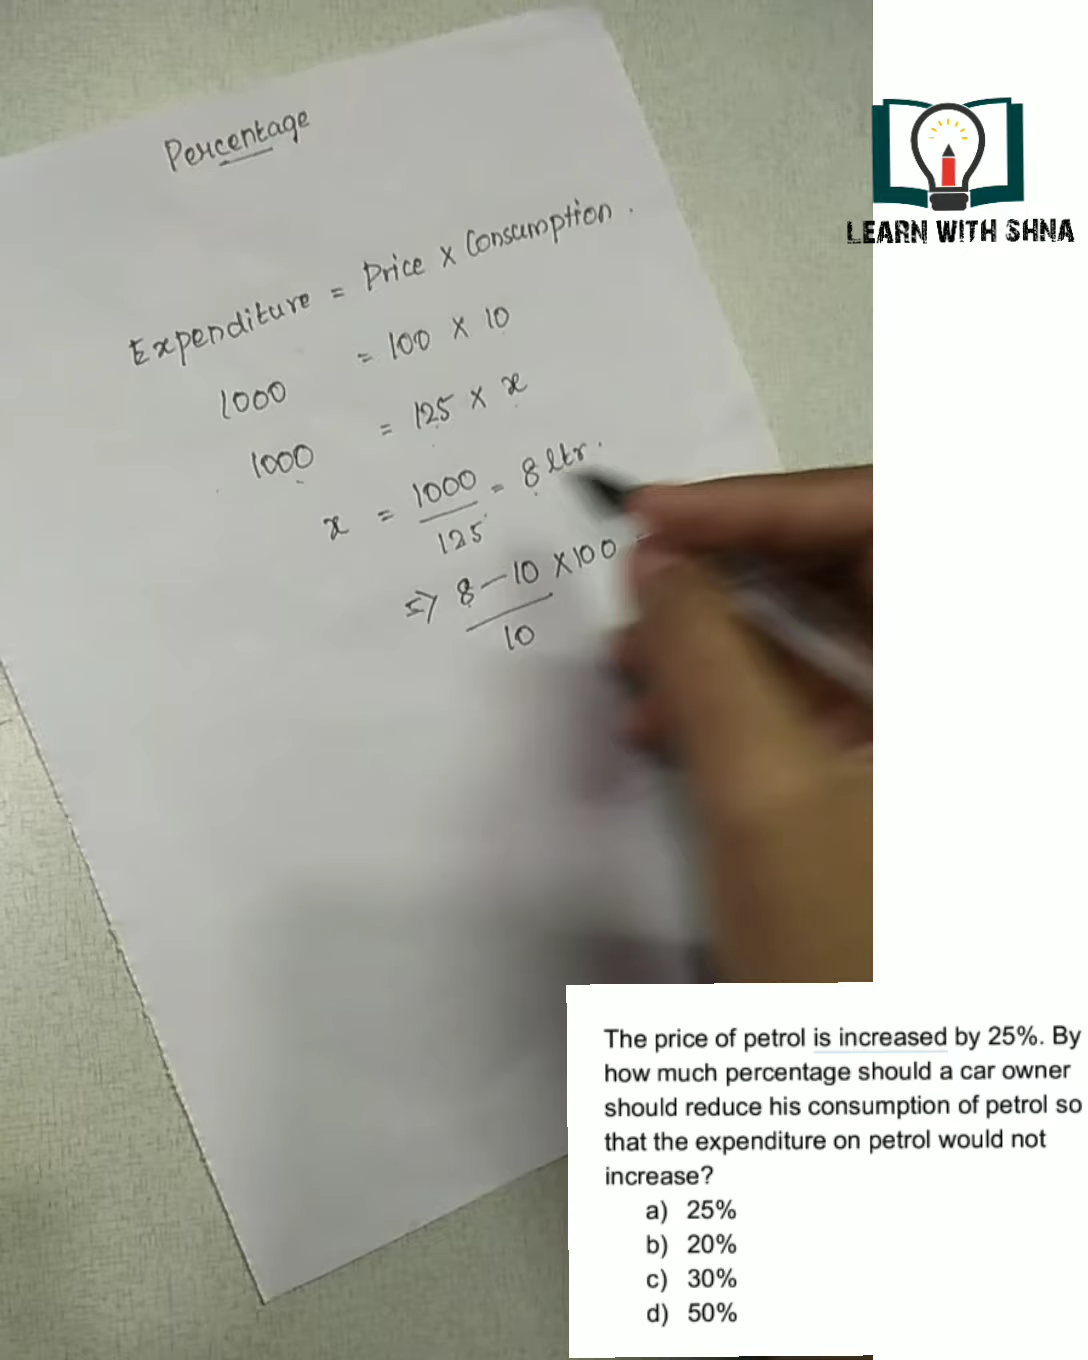 Percentage
LEARN WITH SHNA
Expenditure = Price X Consumption.
1000 = 100 X 10
1000 = 125 X x
x = 1000/125 = 8 ltr.
=> 8-10/10 X 100 =
The price of petrol is increased by 25%. By
how much percentage should a car owner
should reduce his consumption of petrol so
that the expenditure on petrol would not
increase?
a) 25%
b) 20%
c) 30%
d) 50%